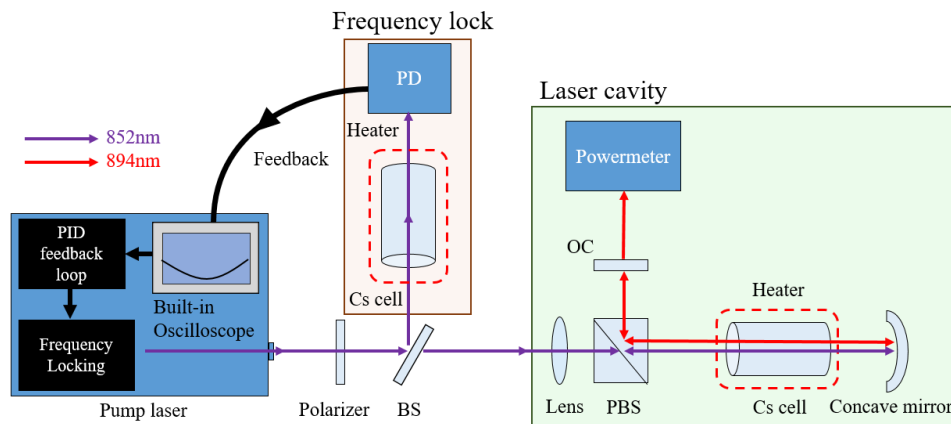 Frequency lock
PD
Heater
Feedback
852nm
894nm
Cs cell
PID
feedback
loop
Built-in
Oscilloscope
Frequency
Locking
Pump laser
Polarizer
BS
Laser cavity
Powermeter
OC
Heater
Lens
PBS
Cs cell
Concave mirror